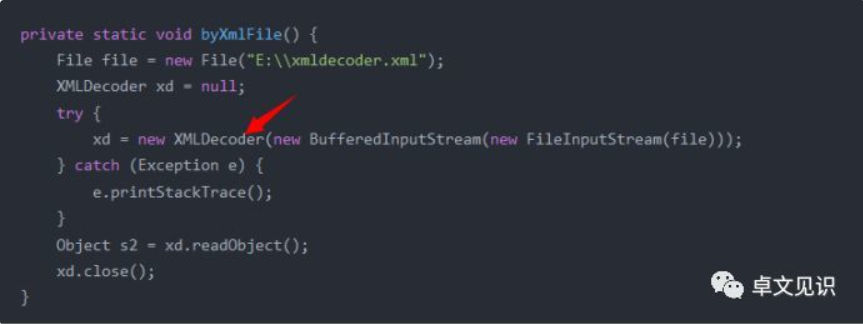 private static void byXmlFile() {
    File file = new File("E:\\xmldecoder.xml");
    XMLDecoder xd = null;
    try {
        xd = new XMLDecoder(new BufferedInputStream(new FileInputStream(file)));
    } catch (Exception e) {
        e.printStackTrace();
    }
    Object s2 = xd.readObject();
    xd.close();
}
卓文见识